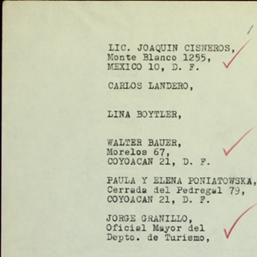 LIC. JOAQUIN CISNEROS,
Monte Blanco 1255,
MEXICO 10, D. F.
CARLOS LANDERO,
LINA BOYTLER,
WALTER BAUER,
Morelos 67,
COYOACAN 21, D. F.
PAULA Y ELENA PONIATOWSKA,
Cerrada del Pedregal 79,
COYOACAN 21, D. F.
JORGE GRANILLO,
Oficial Mayor del
Depto. de Turismo,